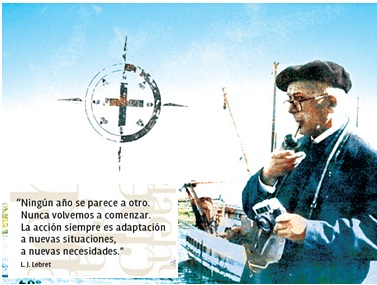 “Ningún año se parece a otro.
Nunca volvemos a comenzar.
La acción siempre es adaptación
a nuevas situaciones,
a nuevas necesidades.”
L. J. Lebret